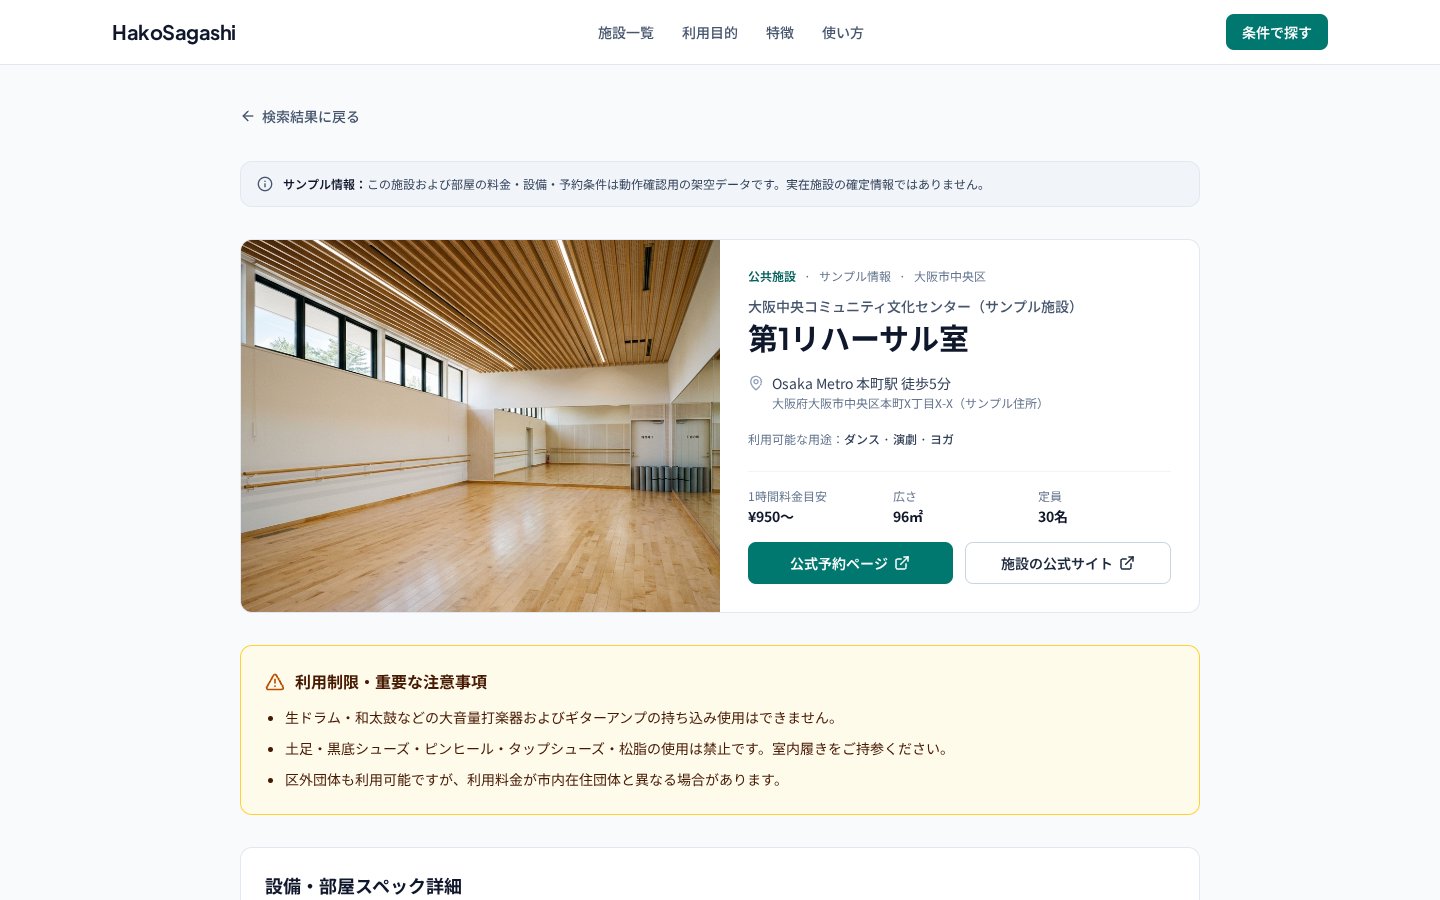 HakoSagashi
施設一覧 利用目的 特徴 使い方
条件で探す
検索結果に戻る
サンプル情報：この施設および部屋の料金・設備・予約条件は動作確認用の架空データです。実在施設の確定情報ではありません。
公共施設 · サンプル情報 · 大阪市中央区
大阪中央コミュニティ文化センター（サンプル施設）
第1リハーサル室
Osaka Metro 本町駅 徒歩5分
大阪府大阪市中央区本町X丁目X-X（サンプル住所）
利用可能な用途：ダンス・演劇・ヨガ
1時間料金目安 広さ 定員
¥950〜 96㎡ 30名
公式予約ページ 施設の公式サイト
利用制限・重要な注意事項
• 生ドラム・和太鼓などの大音量打楽器およびギターアンプの持ち込み使用はできません。
• 土足・黒底シューズ・ピンヒール・タップシューズ・松脂の使用は禁止です。室内履きをご持参ください。
• 区外団体も利用可能ですが、利用料金が市内在住団体と異なる場合があります。
設備・部屋スペック詳細